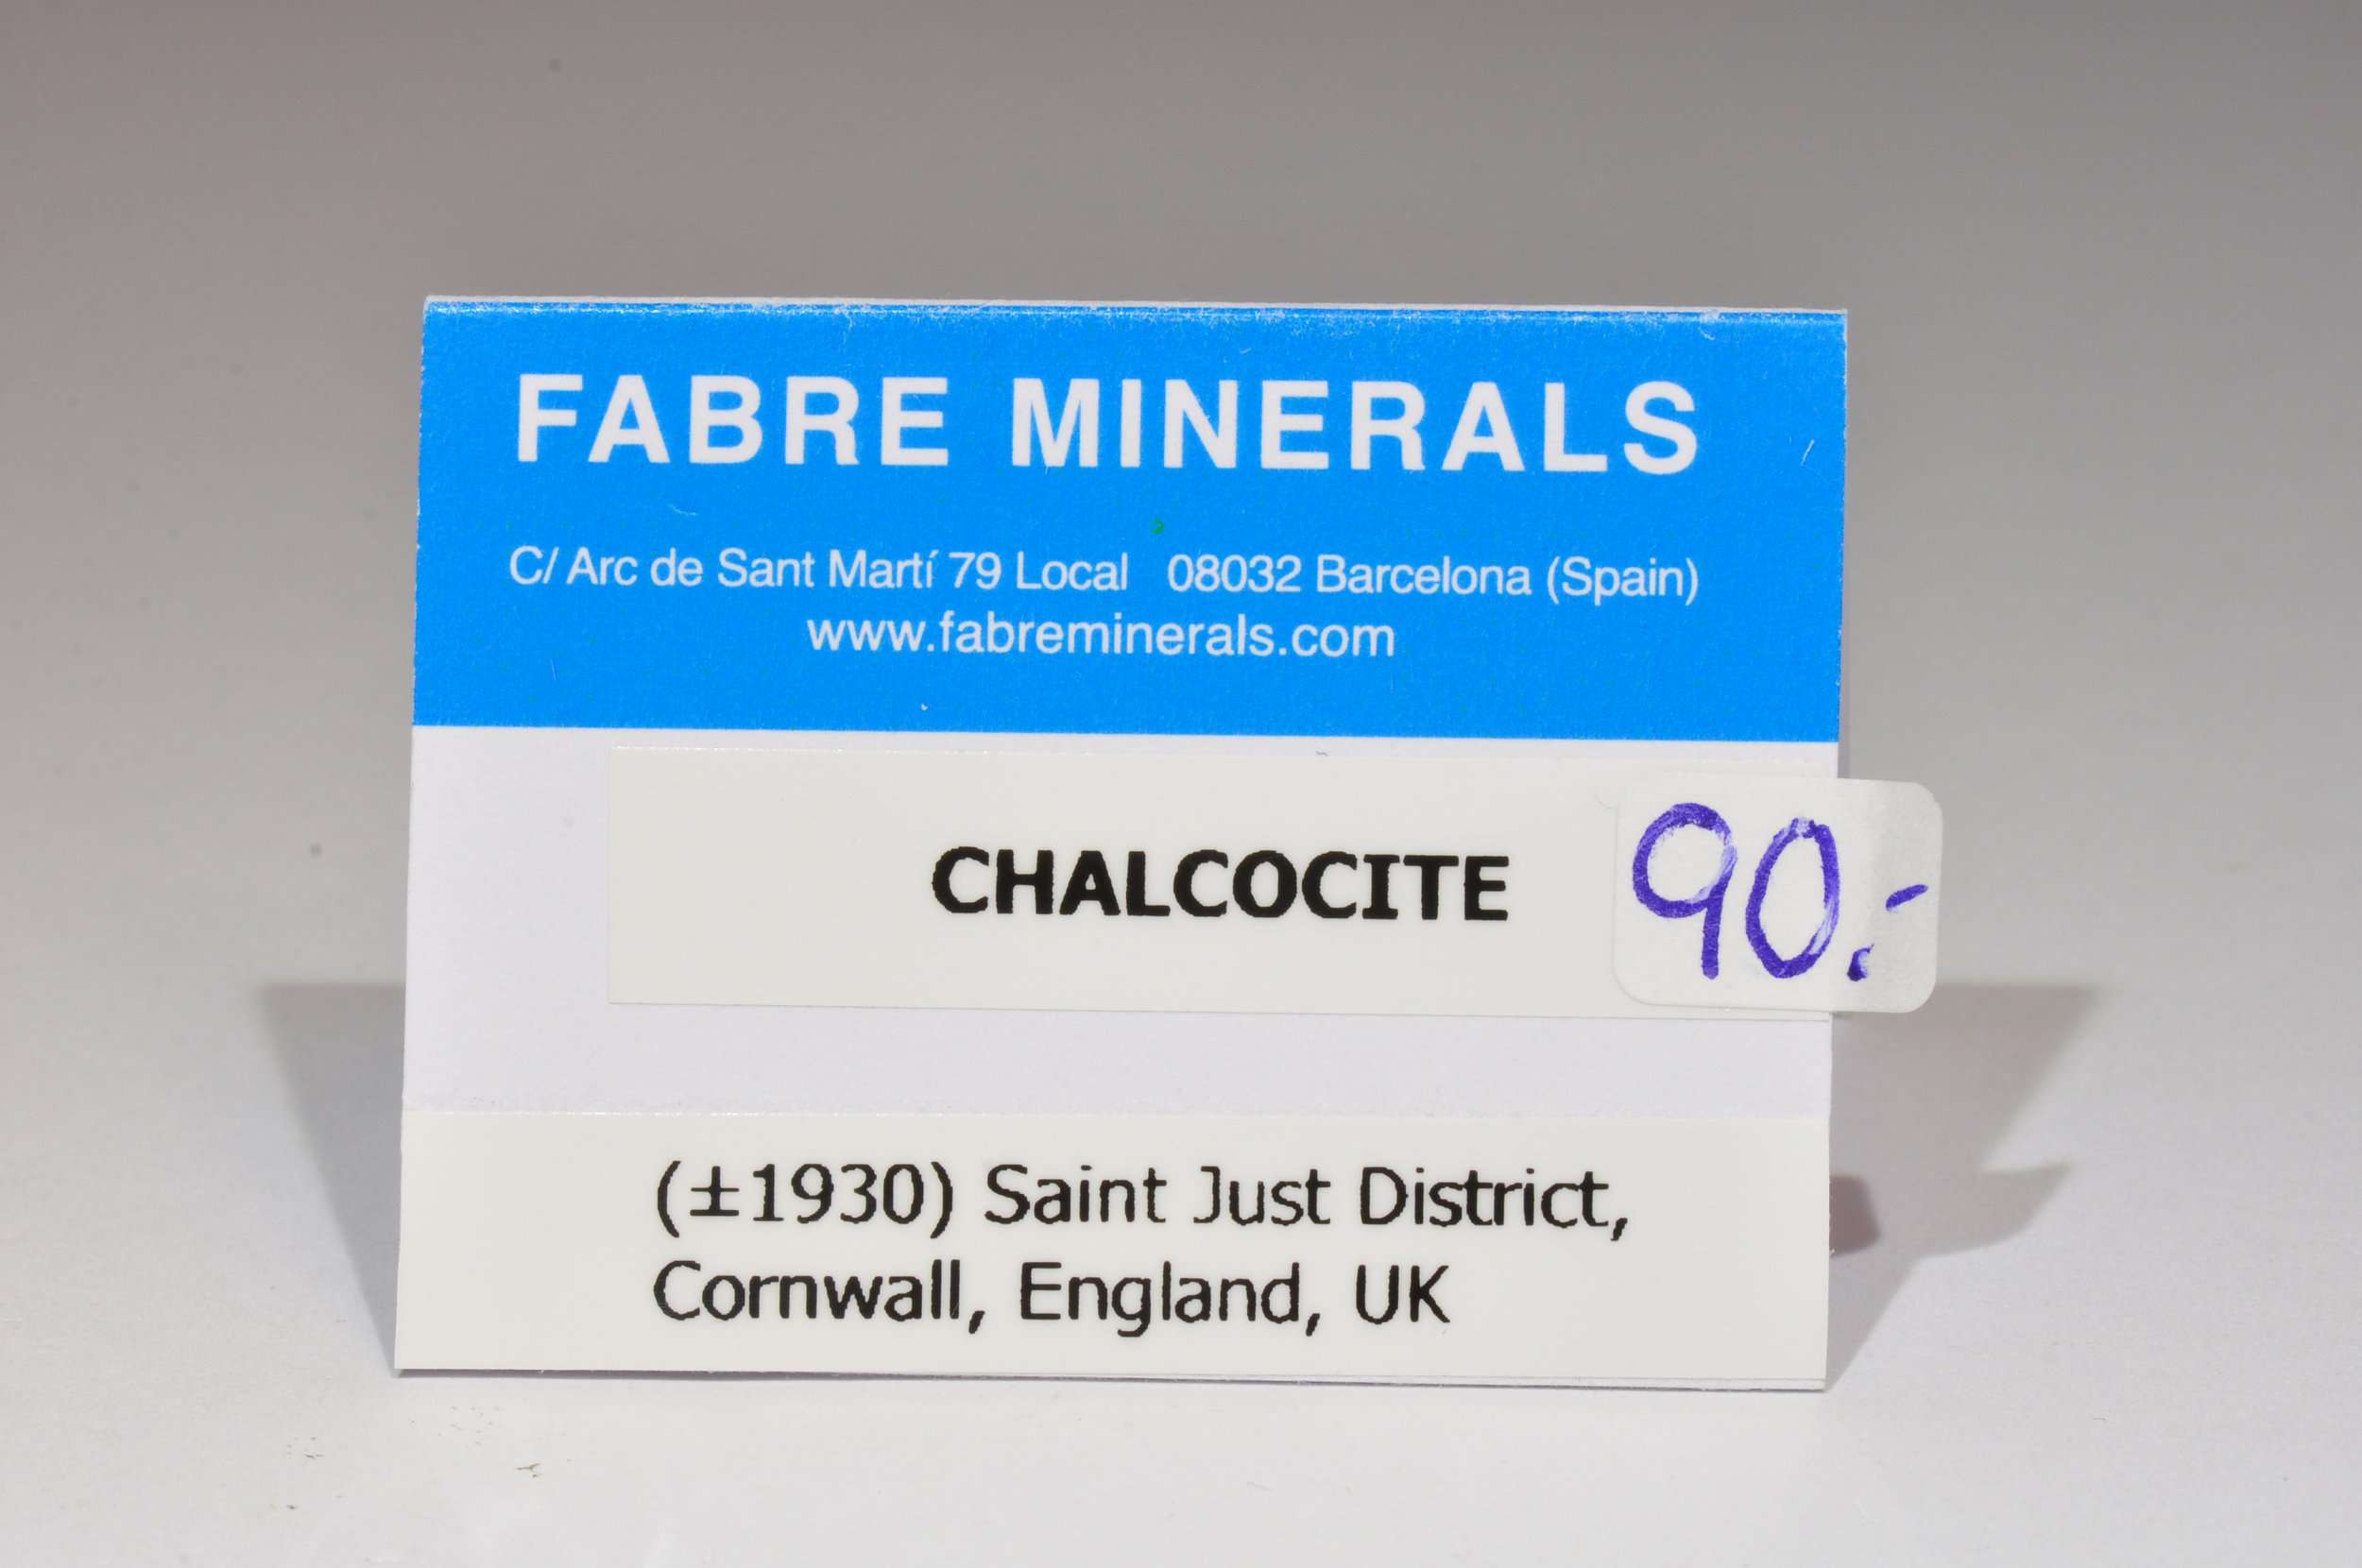 FABRE MINERALS
C/ Arc de Sant Martí 79 Local 08032 Barcelona (Spain)
www.fabreminerals.com
CHALCOCITE
90.-
(±1930) Saint Just District,
Cornwall, England, UK